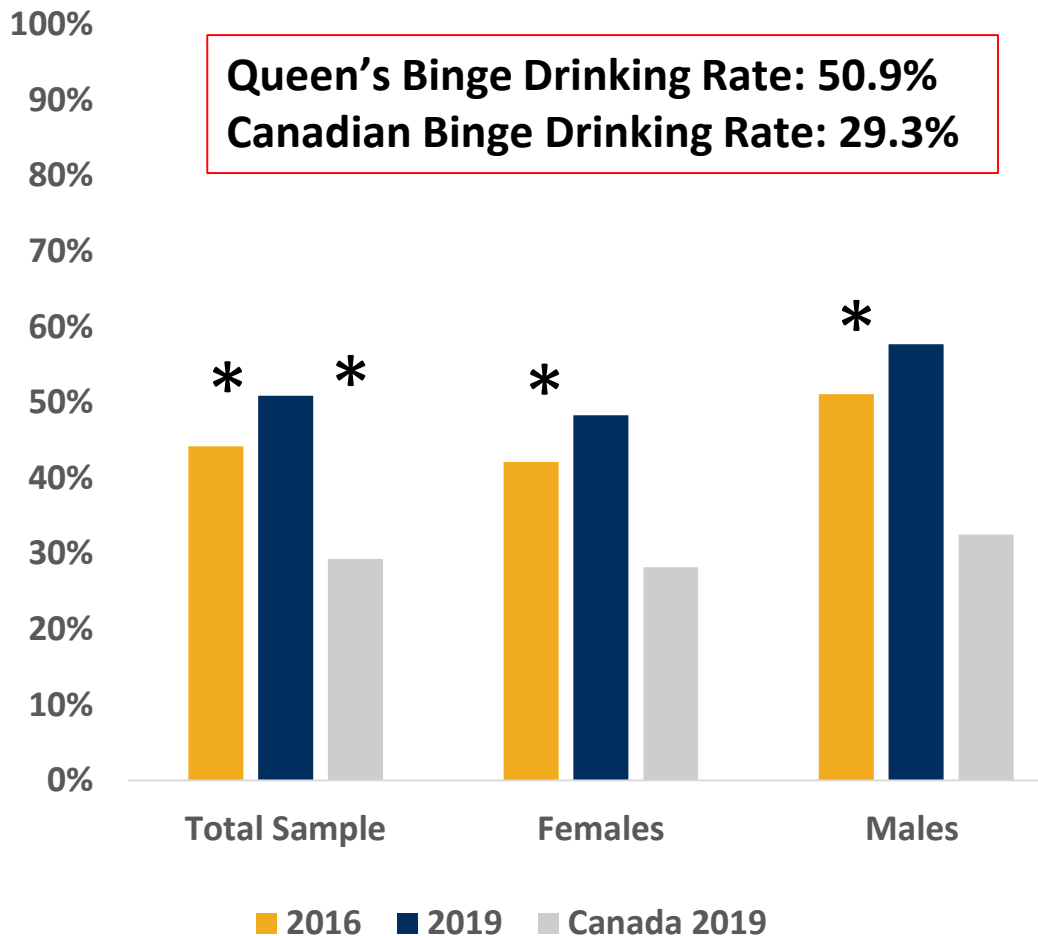 100%
90%
80%
70%
60%
50%
40%
30%
20%
10%
0%
Queen’s Binge Drinking Rate: 50.9%
Canadian Binge Drinking Rate: 29.3%
* * * *
Total Sample Females Males
2016 2019 Canada 2019